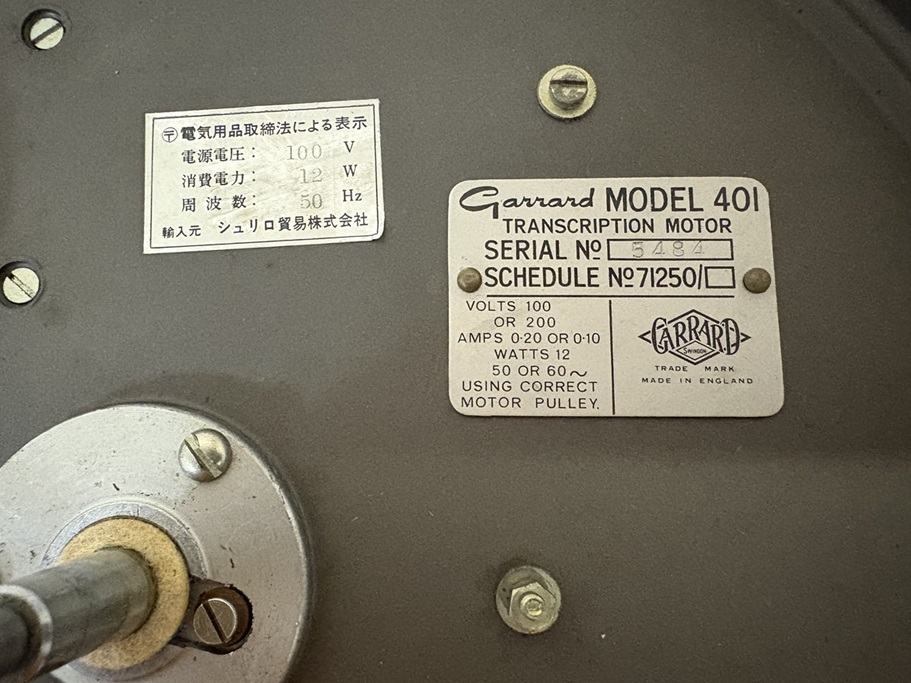 〒電気用品取締法による表示
電源電圧： 100 V
消費電力： 12 W
周波数： 50 Hz
輸入元 シュリロ貿易株式会社
Garrard MODEL 401
TRANSCRIPTION MOTOR
SERIAL Nº 5484
SCHEDULE Nº 71250/
VOLTS 100
OR 200
AMPS 0·20 OR 0·10
WATTS 12
50 OR 60~
USING CORRECT
MOTOR PULLEY.
GARRARD
SWINDON
TRADE MARK
MADE IN ENGLAND